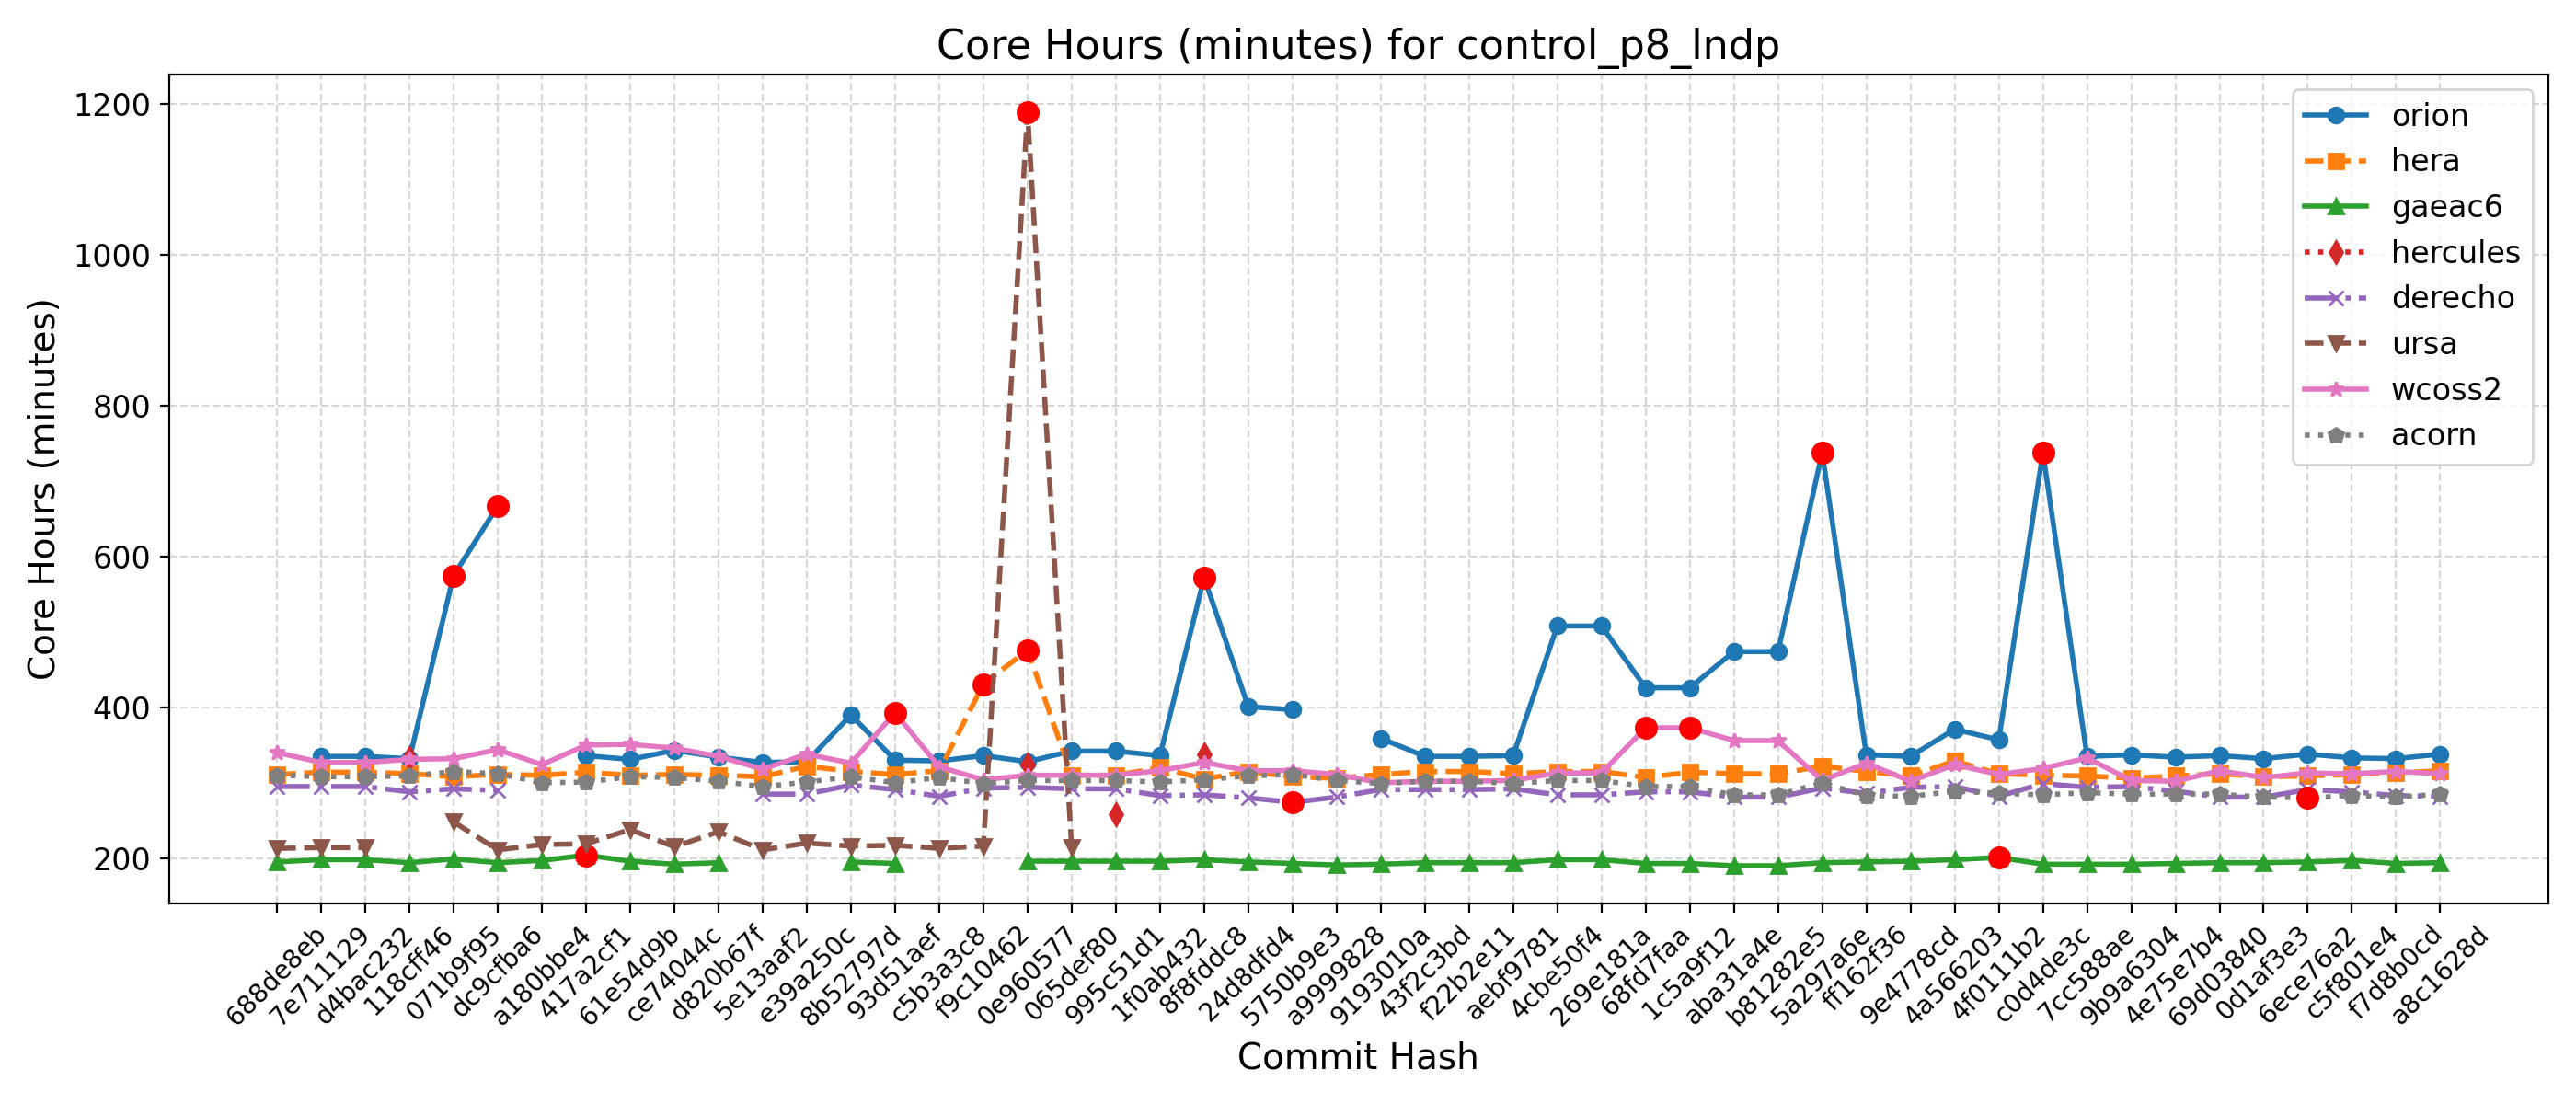 Core Hours (minutes) for control_p8_lndp
Core Hours (minutes)
1200
1000
800
600
400
200
orion
hera
gaeac6
hercules
derecho
ursa
wcoss2
acorn
688de8eb
7e711129
d4bac232
118cff46
071b9f95
dc9cfba6
a180bbe4
417a2cf1
61e54d9b
ce74044c
d820b67f
5e13aaf2
e39a250c
8b52797d
93d51aef
c5b3a3c8
f9c10462
0e960577
065def80
995c51d1
1f0ab432
8f8fddc8
24d8dfd4
5750b9e3
a9999828
9193010a
43f2c3bd
f22b2e11
aebf9781
4cbe50f4
269e181a
68fd7faa
1c5a9f12
aba31a4e
b81282e5
5a297a6e
ff162f36
9e4778cd
4a566203
4f0111b2
c0d4de3c
7cc588ae
9b9a6304
4e75e7b4
69d03840
0d1af3e3
6ece76a2
c5f801e4
f7d8b0cd
a8c1628d
Commit Hash